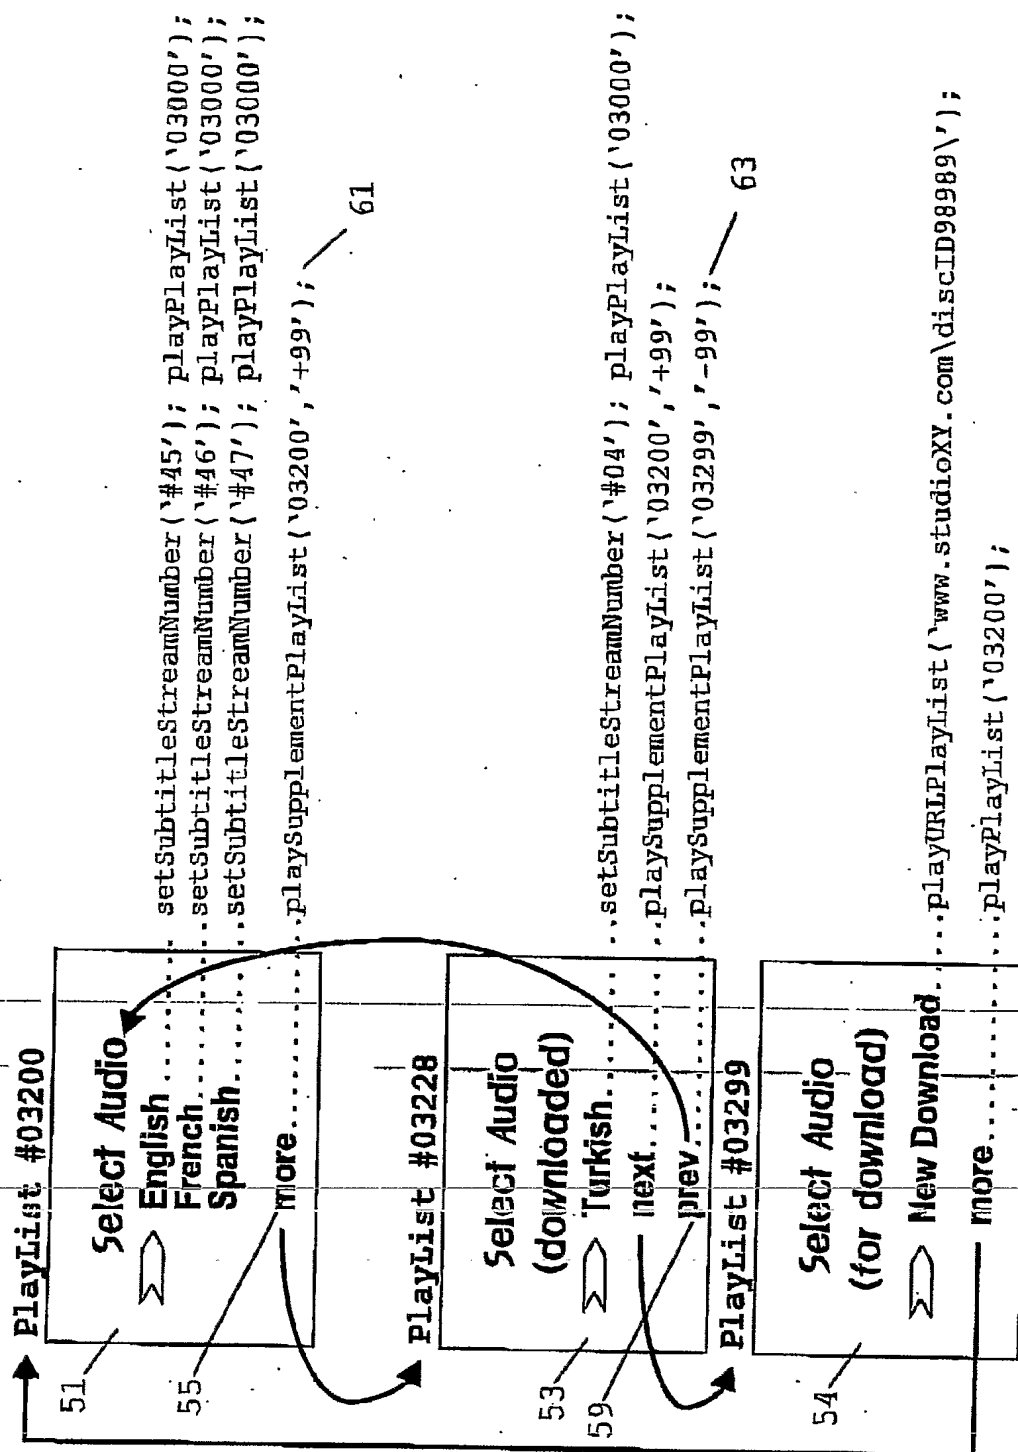 PlayList #03200
Select Audio
English.......... setSubtitleStreamNumber('#45'); playPlayList('03000');
French..........setSubtitleStreamNumber('#46'); playPlayList('03000');
Spanish..........setSubtitleStreamNumber('#47'); playPlayList('03000');
more..........playSupplementPlayList('03200','+99');
51
55
61
PlayList #03228
Select Audio
(downloaded)
Turkish..........setSubtitleStreamNumber('#04'); playPlayList('03000');
next..........playSupplementPlayList('03200','+99');
prev..........playSupplementPlayList('03299','-99');
53
59
63
PlayList #03299
Select Audio
(for download)
New Download.....playURLPlayList('www.studioXY.com\discID98989\');
more..........playPlayList('03200');
54